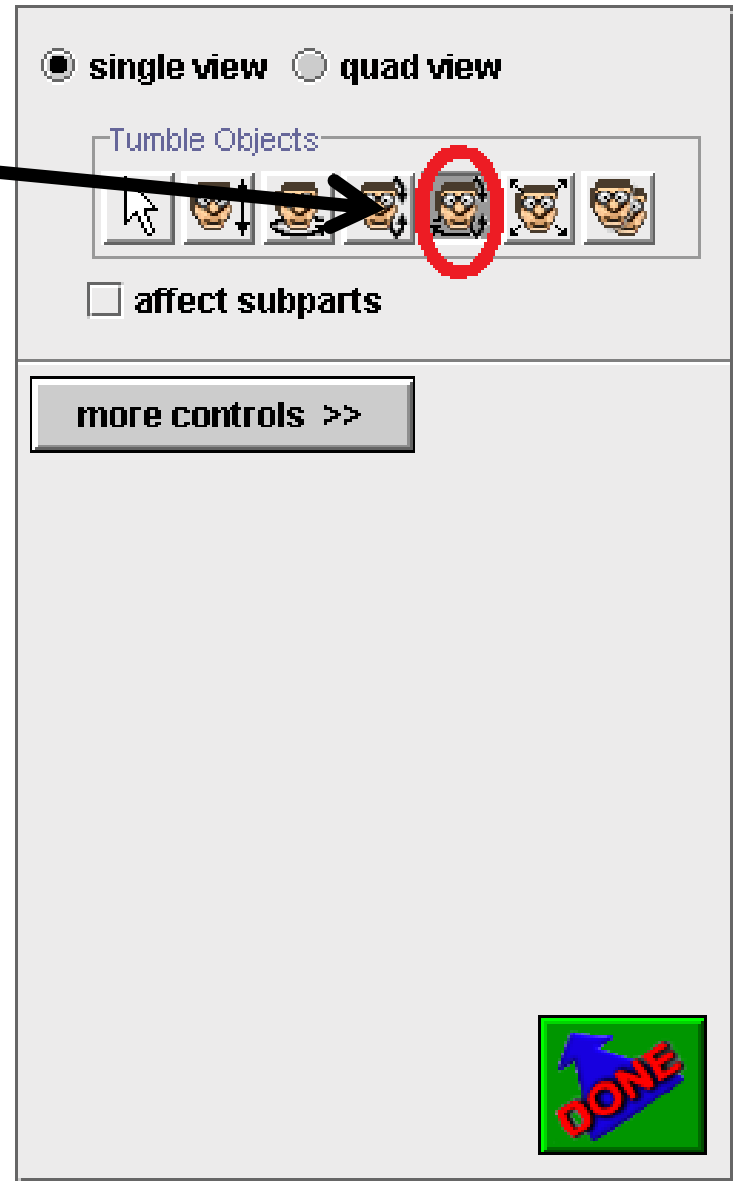 single view quad view
Tumble Objects
affect subparts
more controls >>
DONE